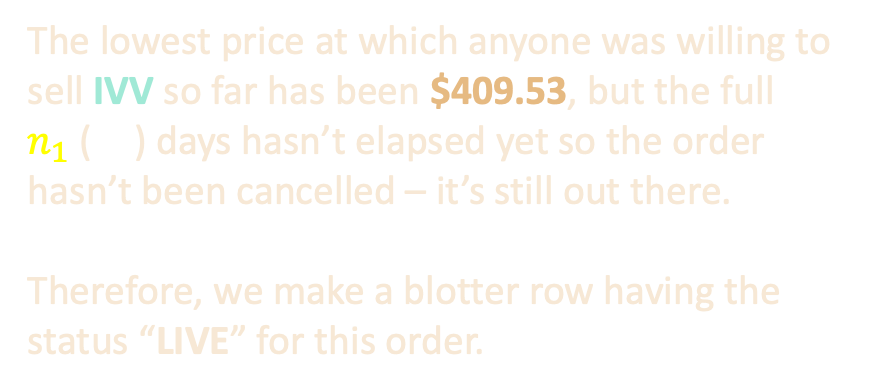 The lowest price at which anyone was willing to
sell IVV so far has been $409.53, but the full
n₁ (   ) days hasn’t elapsed yet so the order
hasn’t been cancelled – it’s still out there.
Therefore, we make a blotter row having the
status “LIVE” for this order.